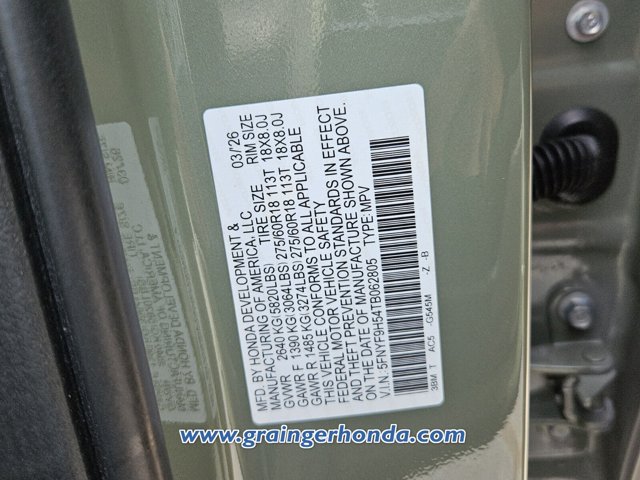 MFD. BY HONDA DEVELOPMENT & 03/26
MANUFACTURING OF AMERICA, LLC
TIRE SIZE RIM SIZE
GVWR 2640 KG(5820LBS)
GAWR F 1390 KG(3064LBS) 275/60R18 113T 18X8.0J
GAWR R 1485 KG(3274LBS) 275/60R18 113T 18X8.0J
THIS VEHICLE CONFORMS TO ALL APPLICABLE
FEDERAL MOTOR VEHICLE SAFETY
AND THEFT PREVENTION STANDARDS IN EFFECT
ON THE DATE OF MANUFACTURE SHOWN ABOVE.
V.I.N.: 5FNYF9H54TB062805 TYPE: MPV
3BM T AC5 -G545M -Z -B
www.graingerhonda.com